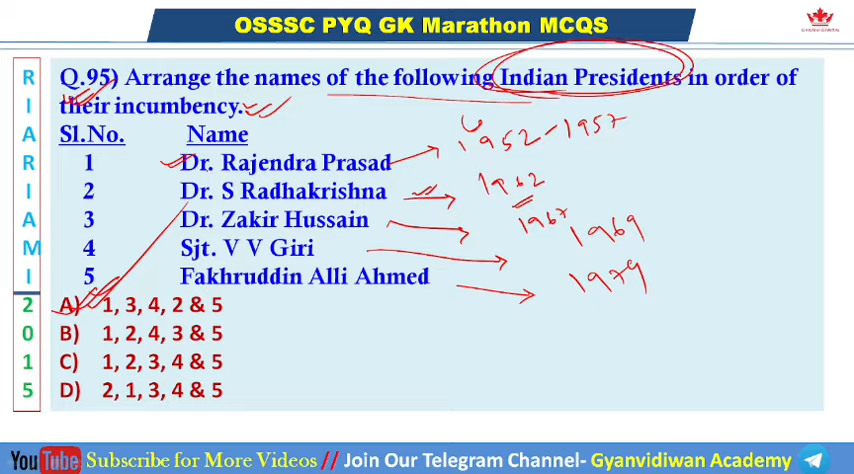 OSSSC PYQ GK Marathon MCQS
GYANVIDIWAN
Q.95) Arrange the names of the following Indian Presidents in order of
their incumbency.
Sl.No. Name
1 Dr. Rajendra Prasad
1952-1957
2 Dr. S Radhakrishna
1962
3 Dr. Zakir Hussain
1967
4 Sjt. V V Giri
1969
5 Fakhruddin Alli Ahmed
1974
A) 1, 3, 4, 2 & 5
B) 1, 2, 4, 3 & 5
C) 1, 2, 3, 4 & 5
D) 2, 1, 3, 4 & 5
R
I
A
R
I
A
M
I
2
0
1
5
YouTube Subscribe for More Videos // Join Our Telegram Channel- Gyanvidiwan Academy